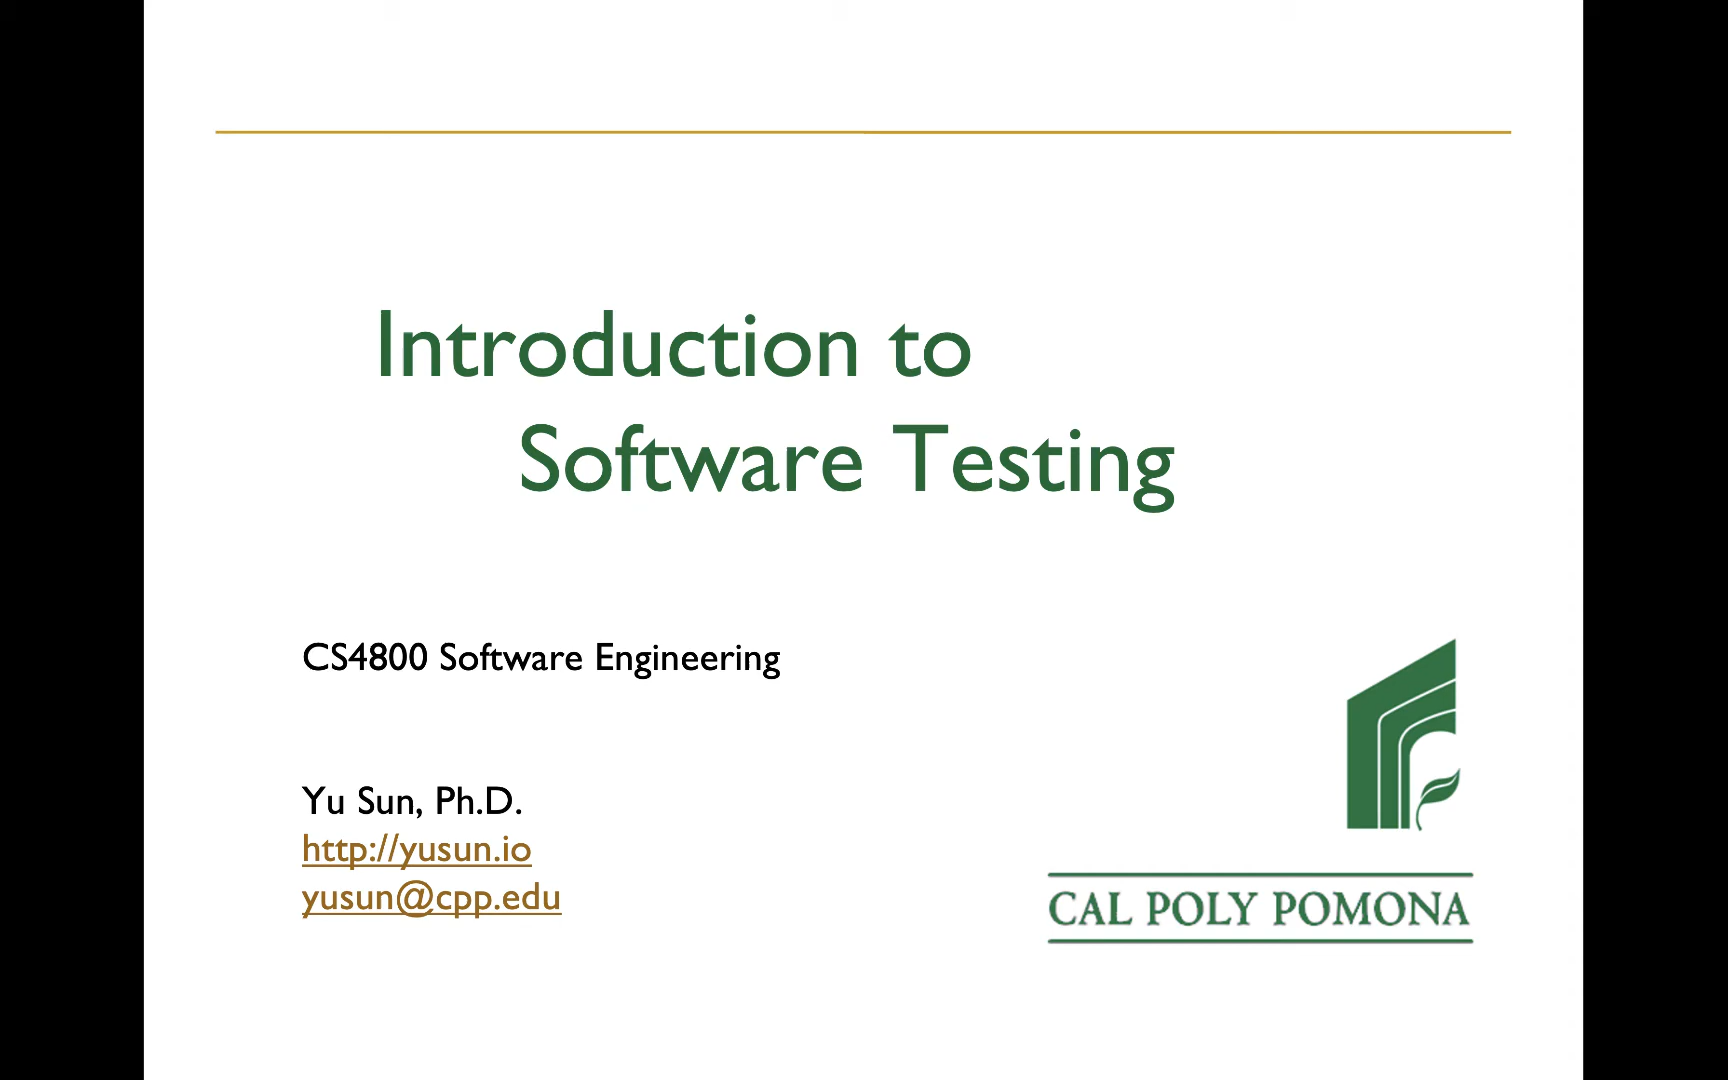 Introduction to
Software Testing
CS4800 Software Engineering
Yu Sun, Ph.D.
http://yusun.io
yusun@cpp.edu
CAL POLY POMONA